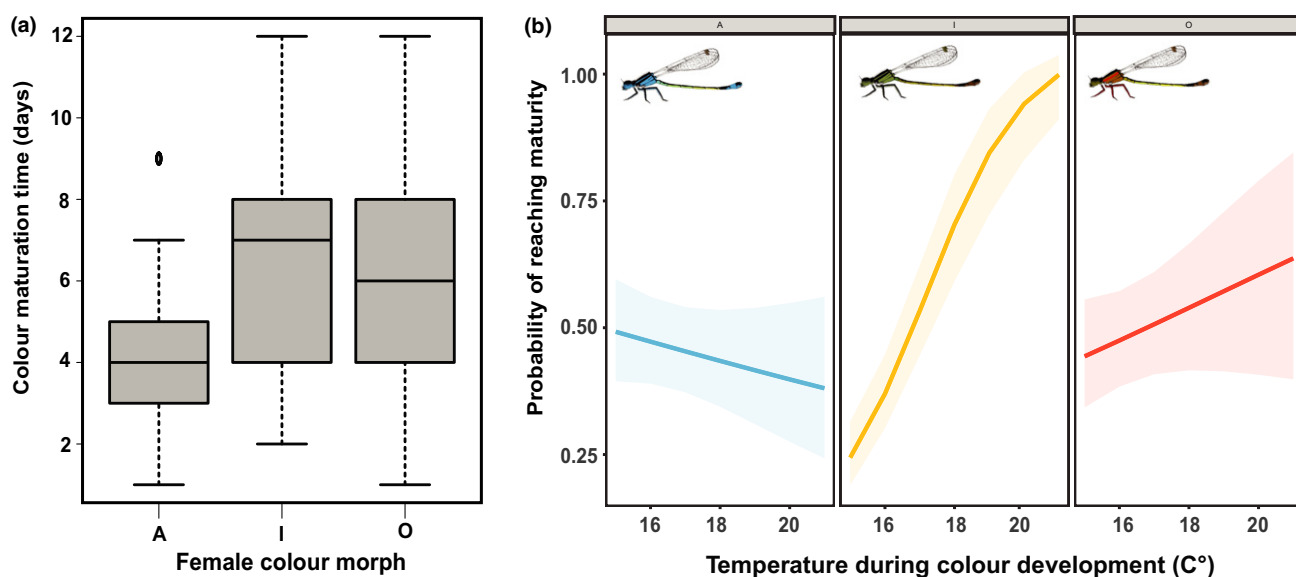 (a)
Colour maturation time (days)
12
10
8
6
4
2
A
I
O
Female colour morph
(b)
A
I
O
Probability of reaching maturity
1.00
0.75
0.50
0.25
16
18
20
16
18
20
16
18
20
Temperature during colour development (C°)